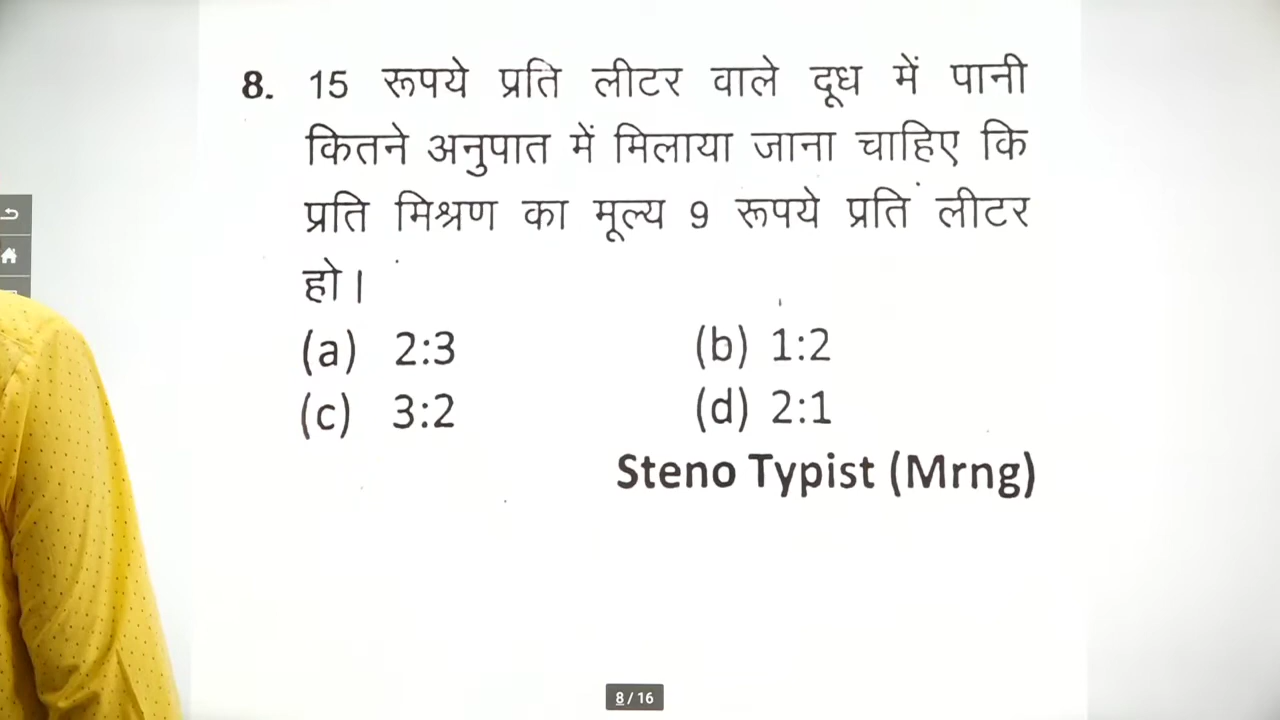 8. 15 रूपये प्रति लीटर वाले दूध में पानी
कितने अनुपात में मिलाया जाना चाहिए कि
प्रति मिश्रण का मूल्य 9 रूपये प्रति लीटर
हो।
(a) 2:3 (b) 1:2
(c) 3:2 (d) 2:1
Steno Typist (Mrng)
8 / 16